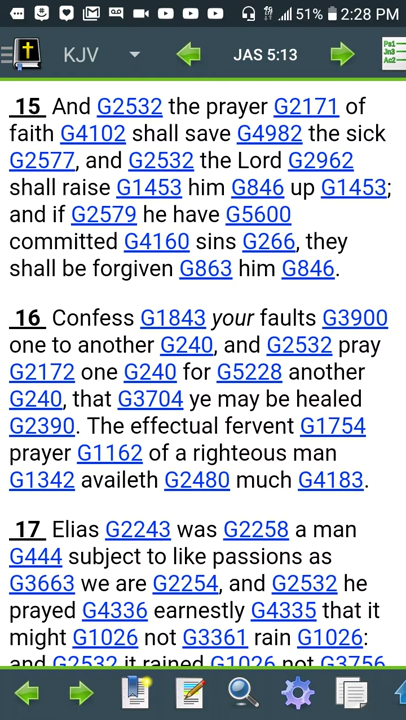 51% 2:28 PM
KJV JAS 5:13
Ps1
Jn3
Ac2
15 And G2532 the prayer G2171 of
faith G4102 shall save G4982 the sick
G2577, and G2532 the Lord G2962
shall raise G1453 him G846 up G1453;
and if G2579 he have G5600
committed G4160 sins G266, they
shall be forgiven G863 him G846.
16 Confess G1843 your faults G3900
one to another G240, and G2532 pray
G2172 one G240 for G5228 another
G240, that G3704 ye may be healed
G2390. The effectual fervent G1754
prayer G1162 of a righteous man
G1342 availeth G2480 much G4183.
17 Elias G2243 was G2258 a man
G444 subject to like passions as
G3663 we are G2254, and G2532 he
prayed G4336 earnestly G4335 that it
might G1026 not G3361 rain G1026:
and G2532 it rained G1026 not G3756